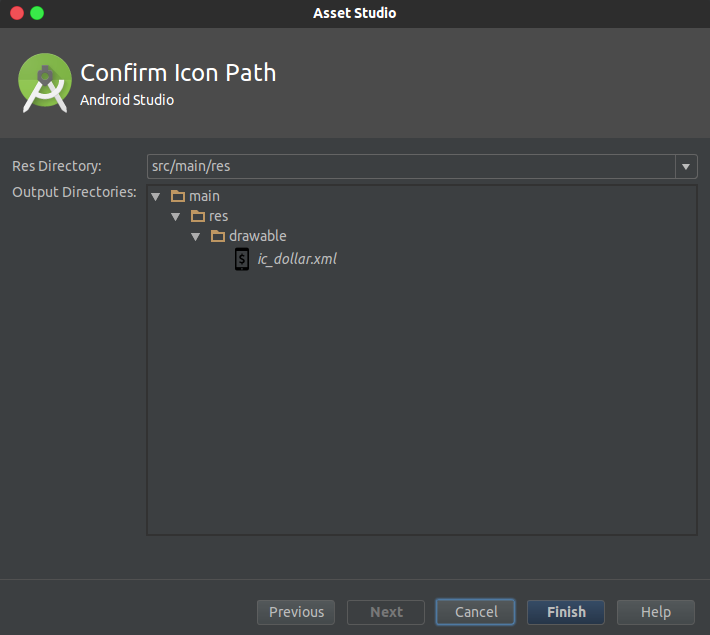 Asset Studio
Confirm Icon Path
Android Studio
Res Directory: src/main/res
Output Directories:
main
res
drawable
$ ic_dollar.xml
Previous Next Cancel Finish Help